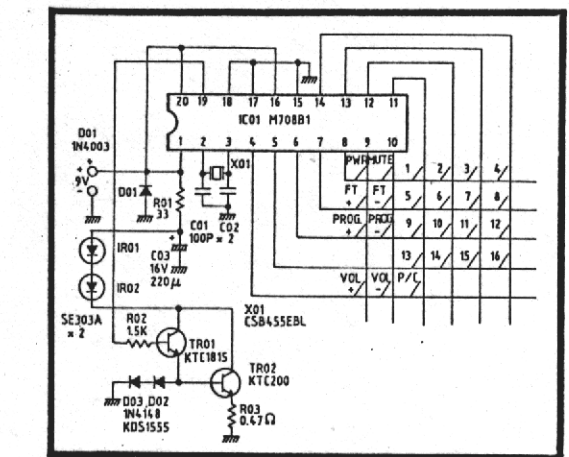 20 19 18 17 16 15 14 13 12 11
IC01 M708B1
1 2 3 4 5 6 7 8 9 10
D01
1N4003
+
+
9V
-
D01
R01
33
X01
C01 C02
100P × 2
+
C03
16V
220μ
IR01
IR02
SE303A
× 2
R02
1.5K
TR01
KTC1815
X01
CSB455EBL
TR02
KTC200
D03, D02
1N4148
KDS1555
R03
0.47Ω
PWR MUTE 1 2 3 4
FT FT 5 6 7 8
+ -
PROG. PROG. 9 10 11 12
+ -
13 14 15 16
VOL VOL P/C
+ -